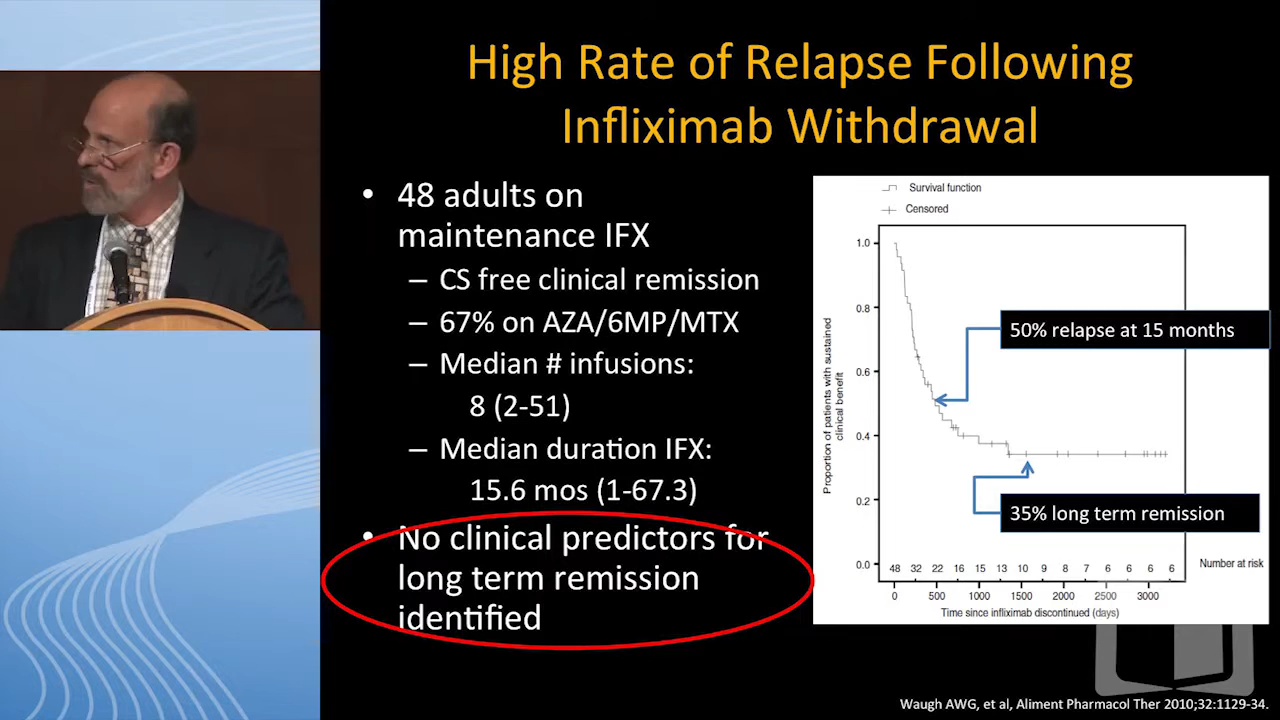 High Rate of Relapse Following
Infliximab Withdrawal
• 48 adults on
maintenance IFX
– CS free clinical remission
– 67% on AZA/6MP/MTX
– Median # infusions:
8 (2-51)
– Median duration IFX:
15.6 mos (1-67.3)
• No clinical predictors for
long term remission
identified
Survival function
Censored
Proportion of patients with sustained
clinical benefit
1.0
0.8
0.6
0.4
0.2
0.0
50% relapse at 15 months
35% long term remission
48 32 22 16 15 13 10 9 8 7 6 6 6 6
Number at risk
0 500 1000 1500 2000 2500 3000
Time since infliximab discontinued (days)
Waugh AWG, et al, Aliment Pharmacol Ther 2010;32:1129-34.